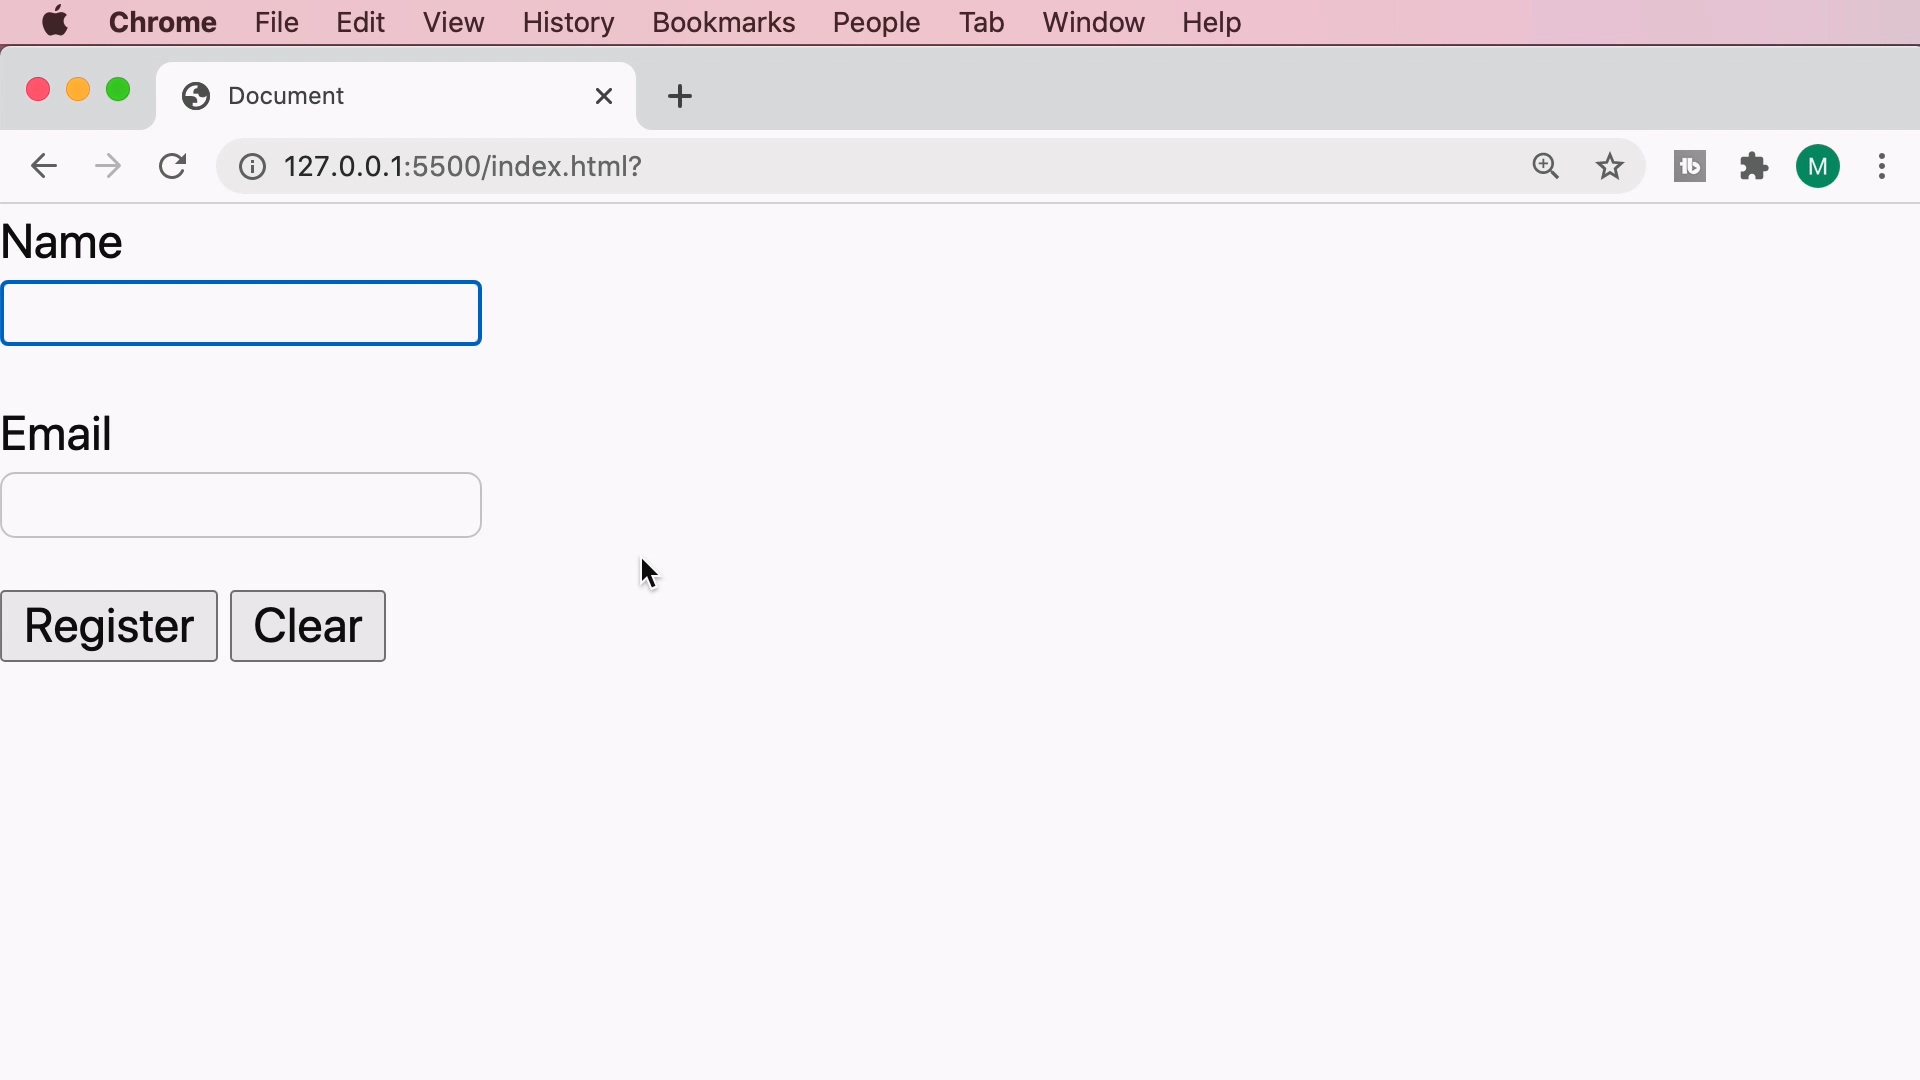 Chrome File Edit View History Bookmarks People Tab Window Help
Document
127.0.0.1:5500/index.html?
M
Name
Email
Register Clear